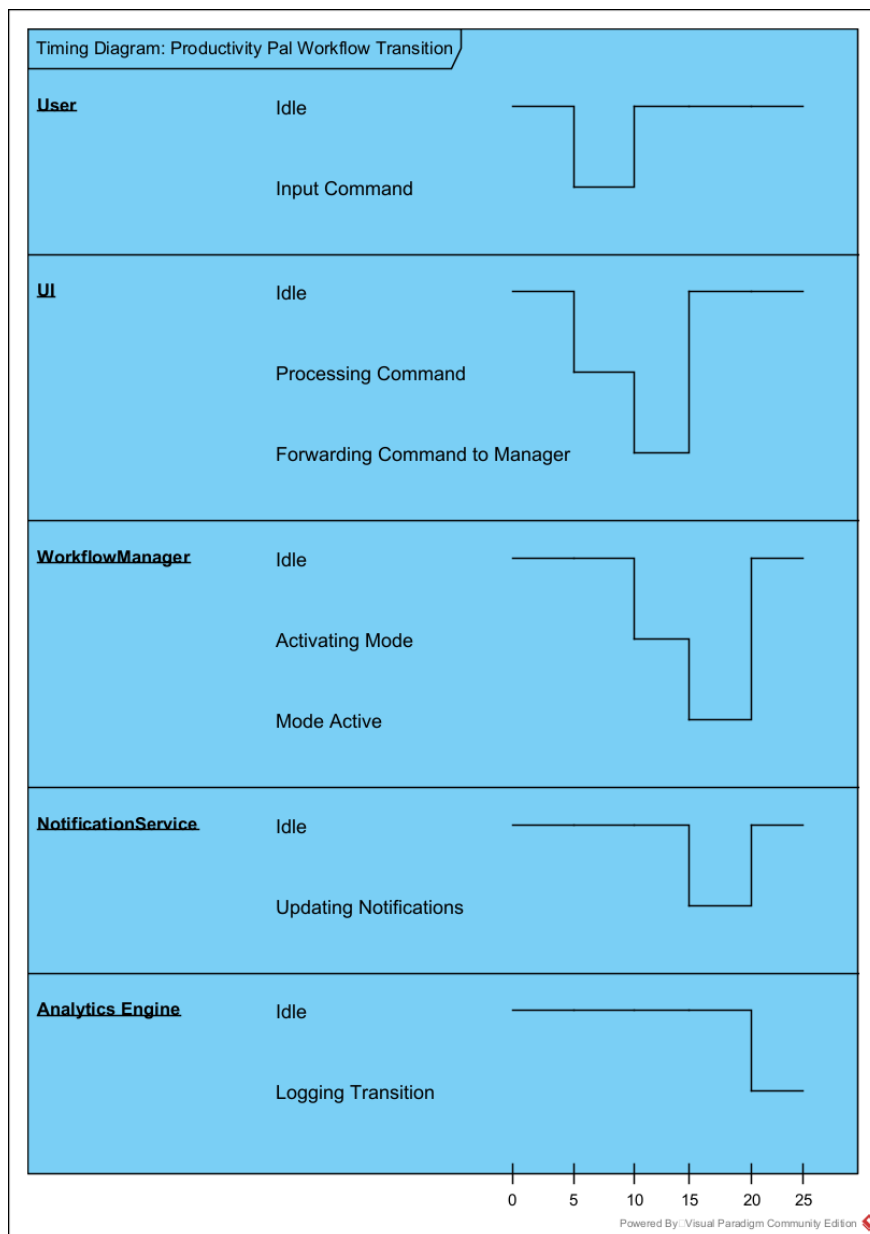 Timing Diagram: Productivity Pal Workflow Transition
User
Idle
Input Command
UI
Idle
Processing Command
Forwarding Command to Manager
WorkflowManager
Idle
Activating Mode
Mode Active
NotificationService
Idle
Updating Notifications
Analytics Engine
Idle
Logging Transition
0 5 10 15 20 25
Powered By Visual Paradigm Community Edition